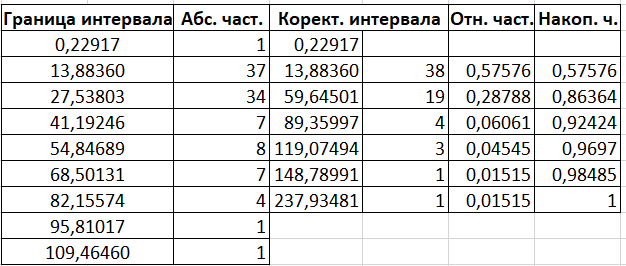 Граница интервала Абс. част. Корект. интервала Отн. част. Накоп. ч.
0,22917 1 0,22917
13,88360 37 13,88360 38 0,57576 0,57576
27,53803 34 59,64501 19 0,28788 0,86364
41,19246 7 89,35997 4 0,06061 0,92424
54,84689 8 119,07494 3 0,04545 0,9697
68,50131 7 148,78991 1 0,01515 0,98485
82,15574 4 237,93481 1 0,01515 1
95,81017 1
109,46460 1